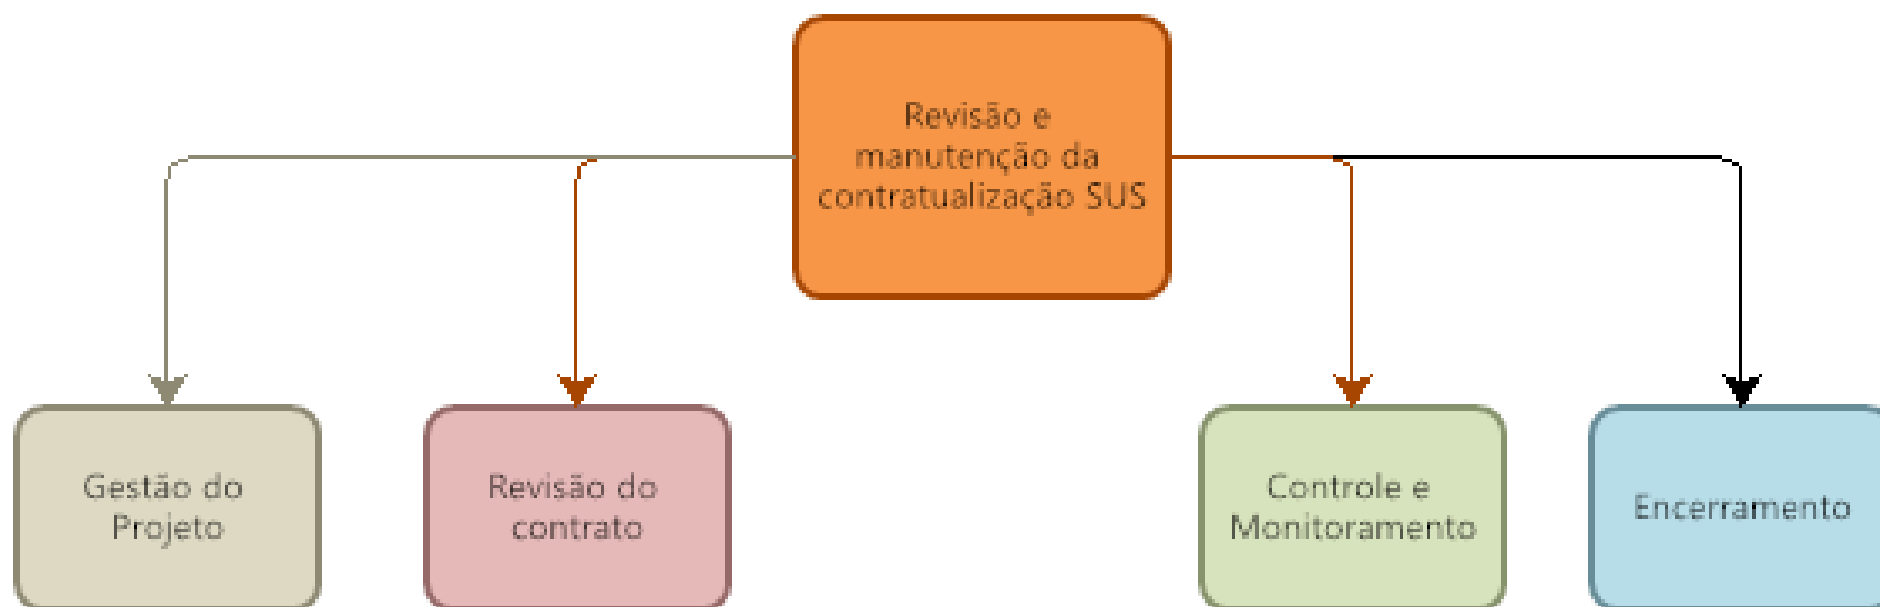 Revisão e
manutenção da
contratualização SUS
Gestão do
Projeto
Revisão do
contrato
Controle e
Monitoramento
Encerramento